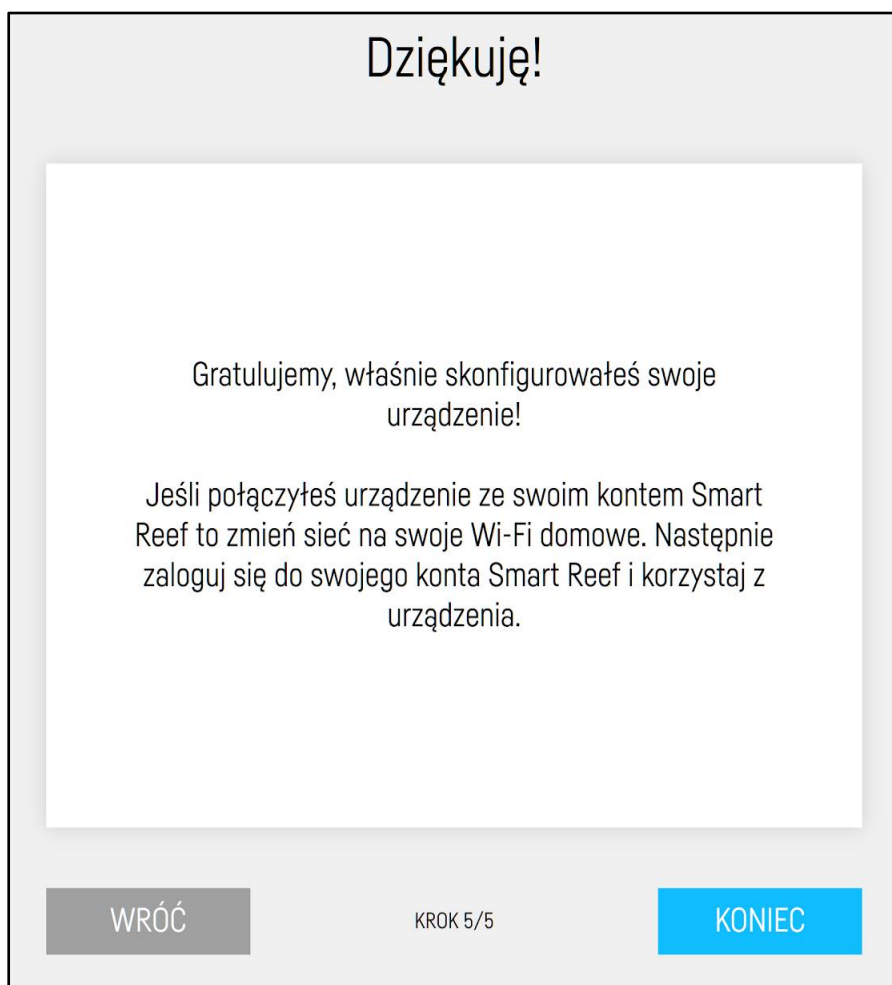 Dziękuję!
Gratulujemy, właśnie skonfigurowałeś swoje
urządzenie!
Jeśli połączyłeś urządzenie ze swoim kontem Smart
Reef to zmień sieć na swoje Wi-Fi domowe. Następnie
zaloguj się do swojego konta Smart Reef i korzystaj z
urządzenia.
WRÓĆ
KROK 5/5
KONIEC